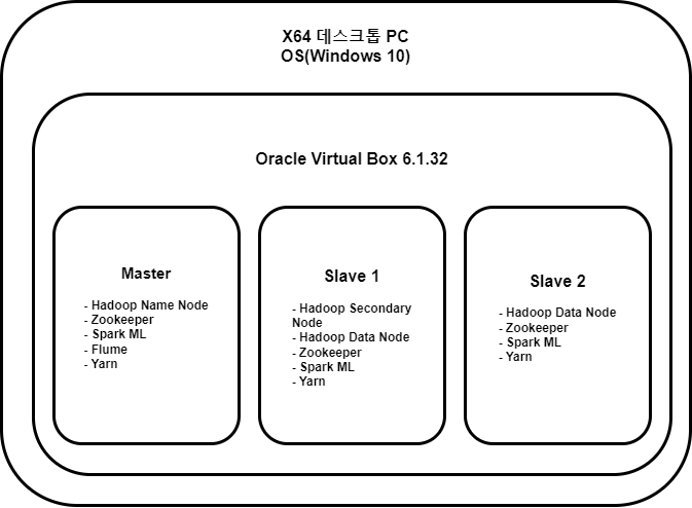 X64 데스크톱 PC
OS(Windows 10)
Oracle Virtual Box 6.1.32
Master
- Hadoop Name Node
- Zookeeper
- Spark ML
- Flume
- Yarn
Slave 1
- Hadoop Secondary
Node
- Hadoop Data Node
- Zookeeper
- Spark ML
- Yarn
Slave 2
- Hadoop Data Node
- Zookeeper
- Spark ML
- Yarn